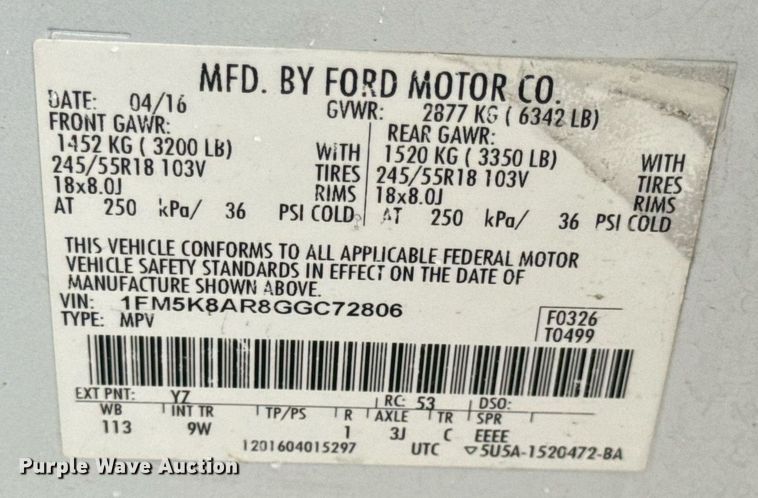 MFD. BY FORD MOTOR CO.
DATE: 04/16 GVWR: 2877 KG ( 6342 LB)
FRONT GAWR: REAR GAWR:
1452 KG ( 3200 LB) WITH 1520 KG ( 3350 LB) WITH
245/55R18 103V TIRES 245/55R18 103V TIRES
18x8.0J RIMS 18x8.0J RIMS
AT 250 kPa/ 36 PSI COLD AT 250 kPa/ 36 PSI COLD
THIS VEHICLE CONFORMS TO ALL APPLICABLE FEDERAL MOTOR
VEHICLE SAFETY STANDARDS IN EFFECT ON THE DATE OF
MANUFACTURE SHOWN ABOVE.
VIN: 1FM5K8AR8GGC72806 F0326
TYPE: MPV T0499
EXT PNT: YZ RC: 53 DSO:
WB INT TR TP/PS R AXLE TR SPR
113 9W 1 3J C EEEE
1201604015297 UTC ▽5U5A-1520472-BA
Purple Wave Auction